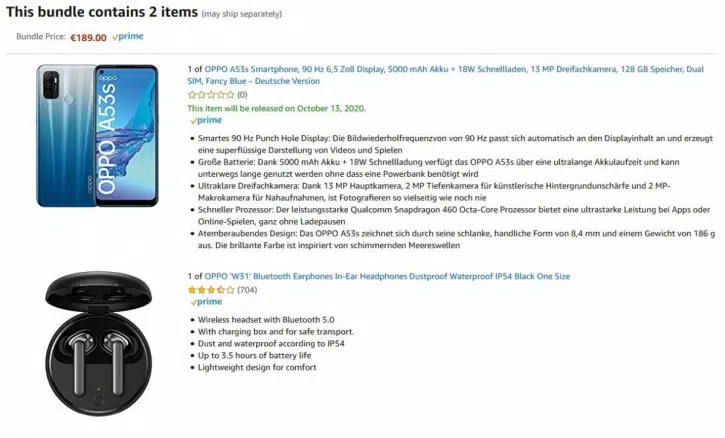 This bundle contains 2 items (may ship separately)
Bundle Price: €189.00 prime
1 of OPPO A53s Smartphone, 90 Hz 6,5 Zoll Display, 5000 mAh Akku + 18W Schnellladen, 13 MP Dreifachkamera, 128 GB Speicher, Dual
SIM, Fancy Blue – Deutsche Version
(0)
This item will be released on October 13, 2020.
prime
• Smartes 90 Hz Punch Hole Display: Die Bildwiederholfrequenzvon von 90 Hz passt sich automatisch an den Displayinhalt an und erzeugt
eine superflüssige Darstellung von Videos und Spielen
• Große Batterie: Dank 5000 mAh Akku + 18W Schnellladung verfügt das OPPO A53s über eine ultralange Akkulaufzeit und kann
unterwegs lange genutzt werden ohne dass eine Powerbank benötigt wird
• Ultraklare Dreifachkamera: Dank 13 MP Hauptkamera, 2 MP Tiefenkamera für künstlerische Hintergrundunschärfe und 2 MP-
Makrokamera für Nahaufnahmen, ist Fotografieren so vielseitig wie noch nie
• Schneller Prozessor: Der leistungsstarke Qualcomm Snapdragon 460 Octa-Core Prozessor bietet eine ultrastarke Leistung bei Apps oder
Online-Spielen, ganz ohne Ladepausen
• Atemberaubendes Design: Das OPPO A53s zeichnet sich durch seine schlanke, handliche Form von 8,4 mm und einem Gewicht von 186 g
aus. Die brillante Farbe ist inspiriert von schimmernden Meereswellen
oppo
OPPO A53s
oppo
1 of OPPO 'W31' Bluetooth Earphones In-Ear Headphones Dustproof Waterproof IP54 Black One Size
(704)
prime
• Wireless headset with Bluetooth 5.0
• With charging box and for safe transport.
• Dust and waterproof according to IP54
• Up to 3.5 hours of battery life
• Lightweight design for comfort